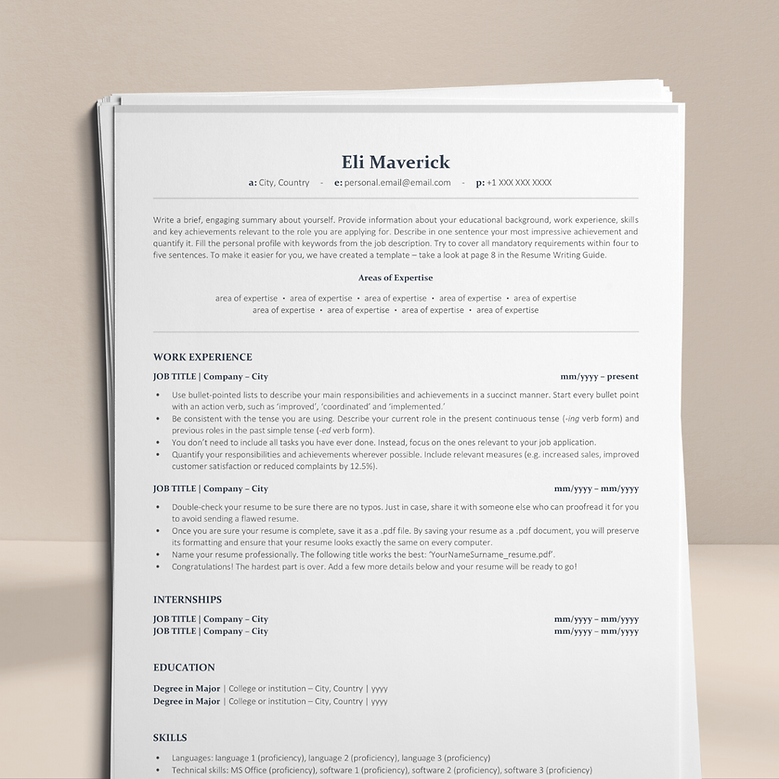 Eli Maverick
a: City, Country - e: personal.email@email.com - p: +1 XXX XXX XXXX
Write a brief, engaging summary about yourself. Provide information about your educational background, work experience, skills
and key achievements relevant to the role you are applying for. Describe in one sentence your most impressive achievement and
quantify it. Fill the personal profile with keywords from the job description. Try to cover all mandatory requirements within four to
five sentences. To make it easier for you, we have created a template – take a look at page 8 in the Resume Writing Guide.
Areas of Expertise
area of expertise • area of expertise • area of expertise • area of expertise • area of expertise
area of expertise • area of expertise • area of expertise • area of expertise
WORK EXPERIENCE
JOB TITLE | Company – City mm/yyyy – present
• Use bullet-pointed lists to describe your main responsibilities and achievements in a succinct manner. Start every bullet point
with an action verb, such as ‘improved’, ‘coordinated’ and ‘implemented.’
• Be consistent with the tense you are using. Describe your current role in the present continuous tense (-ing verb form) and
previous roles in the past simple tense (-ed verb form).
• You don’t need to include all tasks you have ever done. Instead, focus on the ones relevant to your job application.
• Quantify your responsibilities and achievements wherever possible. Include relevant measures (e.g. increased sales, improved
customer satisfaction or reduced complaints by 12.5%).
JOB TITLE | Company – City mm/yyyy – mm/yyyy
• Double-check your resume to be sure there are no typos. Just in case, share it with someone else who can proofread it for you
to avoid sending a flawed resume.
• Once you are sure your resume is complete, save it as a .pdf file. By saving your resume as a .pdf document, you will preserve
its formatting and ensure that your resume looks exactly the same on every computer.
• Name your resume professionally. The following title works the best: ‘YourNameSurname_resume.pdf’.
• Congratulations! The hardest part is over. Add a few more details below and your resume will be ready to go!
INTERNSHIPS
JOB TITLE | Company – City mm/yyyy – mm/yyyy
JOB TITLE | Company – City mm/yyyy – mm/yyyy
EDUCATION
Degree in Major | College or institution – City, Country | yyyy
Degree in Major | College or institution – City, Country | yyyy
SKILLS
• Languages: language 1 (proficiency), language 2 (proficiency), language 3 (proficiency)
• Technical skills: MS Office (proficiency), software 1 (proficiency), software 2 (proficiency), software 3 (proficiency)